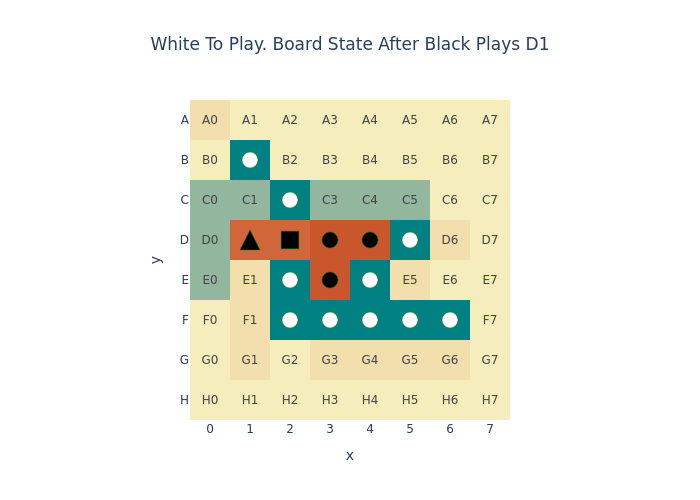 White To Play. Board State After Black Plays D1
A A0 A1 A2 A3 A4 A5 A6 A7
B B0 B2 B3 B4 B5 B6 B7
C C0 C1 C3 C4 C5 C6 C7
D D0 D6 D7
E E0 E1 E5 E6 E7
F F0 F1 F7
G G0 G1 G2 G3 G4 G5 G6 G7
H H0 H1 H2 H3 H4 H5 H6 H7
0 1 2 3 4 5 6 7
x
y